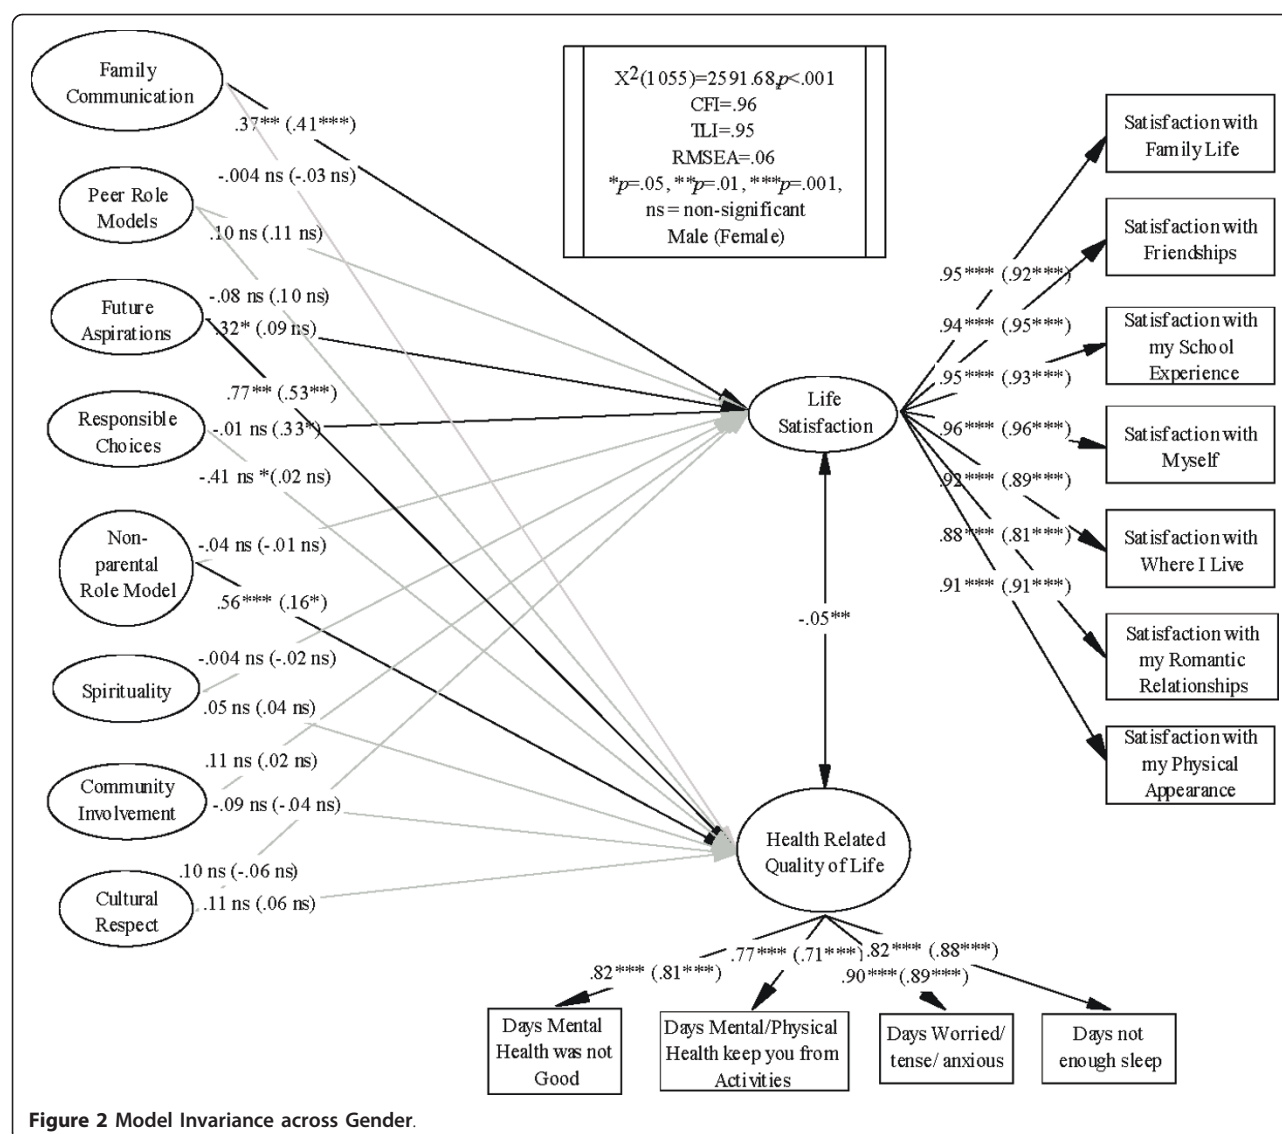 Family
Communication
.37** (.41***)
-.004 ns (-.03 ns)
Peer Role
Models
.10 ns (.11 ns)
-.08 ns (.10 ns)
Future
Aspirations
.32* (.09 ns)
.77** (.53**)
Responsible
Choices
-.01 ns (.33*)
-.41 ns *(.02 ns)
Non-
parental
Role Model
-.04 ns (-.01 ns)
.56*** (.16*)
Spirituality
-.004 ns (-.02 ns)
.05 ns (.04 ns)
Community
Involvement
.11 ns (.02 ns)
-.09 ns (-.04 ns)
Cultural
Respect
.10 ns (-.06 ns)
.11 ns (.06 ns)
X2(1055)=2591.68,p<.001
CFI=.96
TLI=.95
RMSEA=.06
*p=.05, **p=.01, ***p=.001,
ns = non-significant
Male (Female)
Life
Satisfaction
-.05**
Health Related
Quality of Life
.95*** (.92***)
.94*** (.95***)
.95*** (.93***)
.96*** (.96***)
.92*** (.89***)
.88*** (.81***)
.91*** (.91***)
Satisfaction with
Family Life
Satisfaction with
Friendships
Satisfaction with
my School
Experience
Satisfaction with
Myself
Satisfaction with
Where I Live
Satisfaction with
my Romantic
Relationships
Satisfaction with
my Physical
Appearance
.82*** (.81***)
.77*** (.71***)
.90***(.89***)
.82*** (.88***)
Days Mental
Health was not
Good
Days Mental/Physical
Health keep you from
Activities
Days Worried/
tense/ anxious
Days not
enough sleep
Figure 2 Model Invariance across Gender.